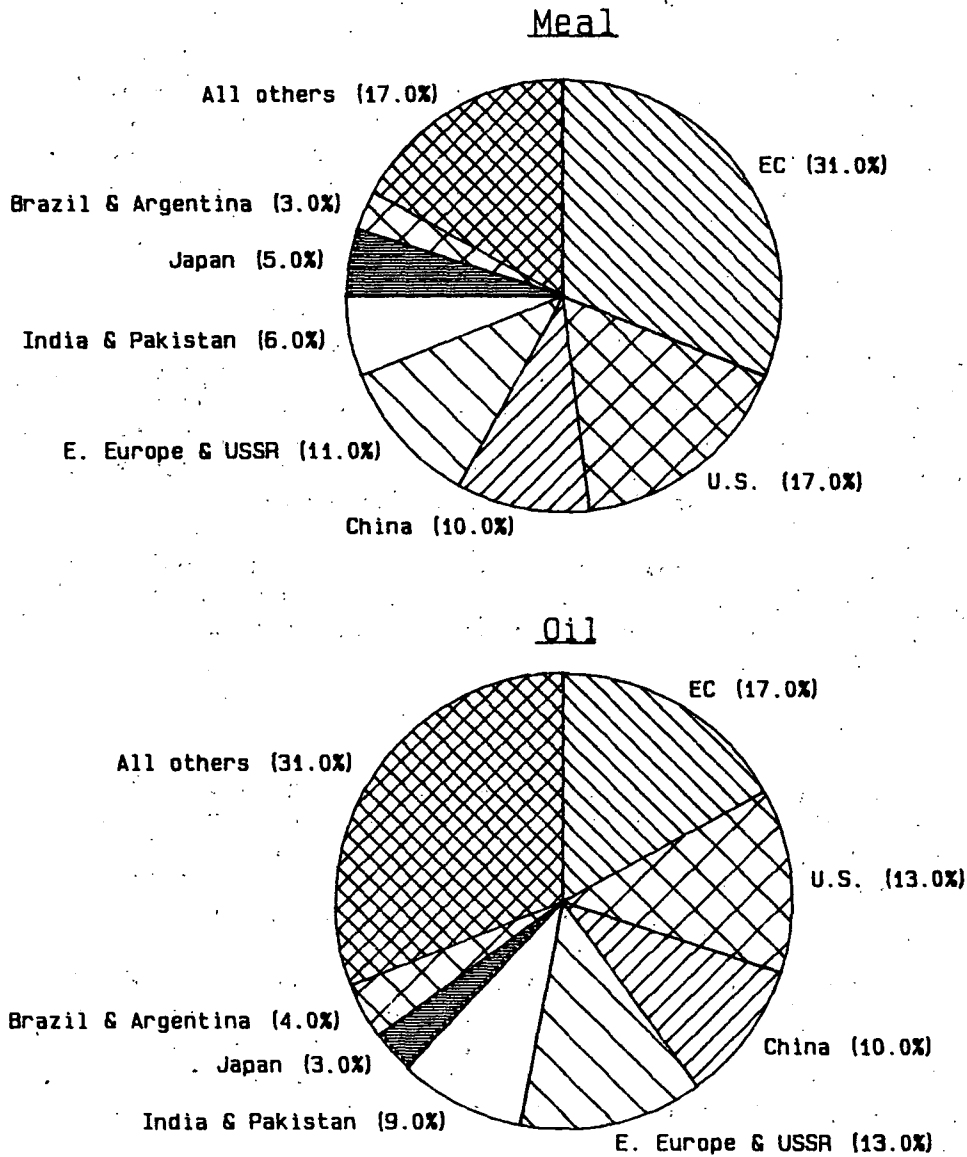 Meal
All others (17.0%)
EC (31.0%)
Brazil & Argentina (3.0%)
Japan (5.0%)
India & Pakistan (6.0%)
E. Europe & USSR (11.0%)
U.S. (17.0%)
China (10.0%)
Oil
EC (17.0%)
All others (31.0%)
U.S. (13.0%)
Brazil & Argentina (4.0%)
China (10.0%)
Japan (3.0%)
India & Pakistan (9.0%)
E. Europe & USSR (13.0%)